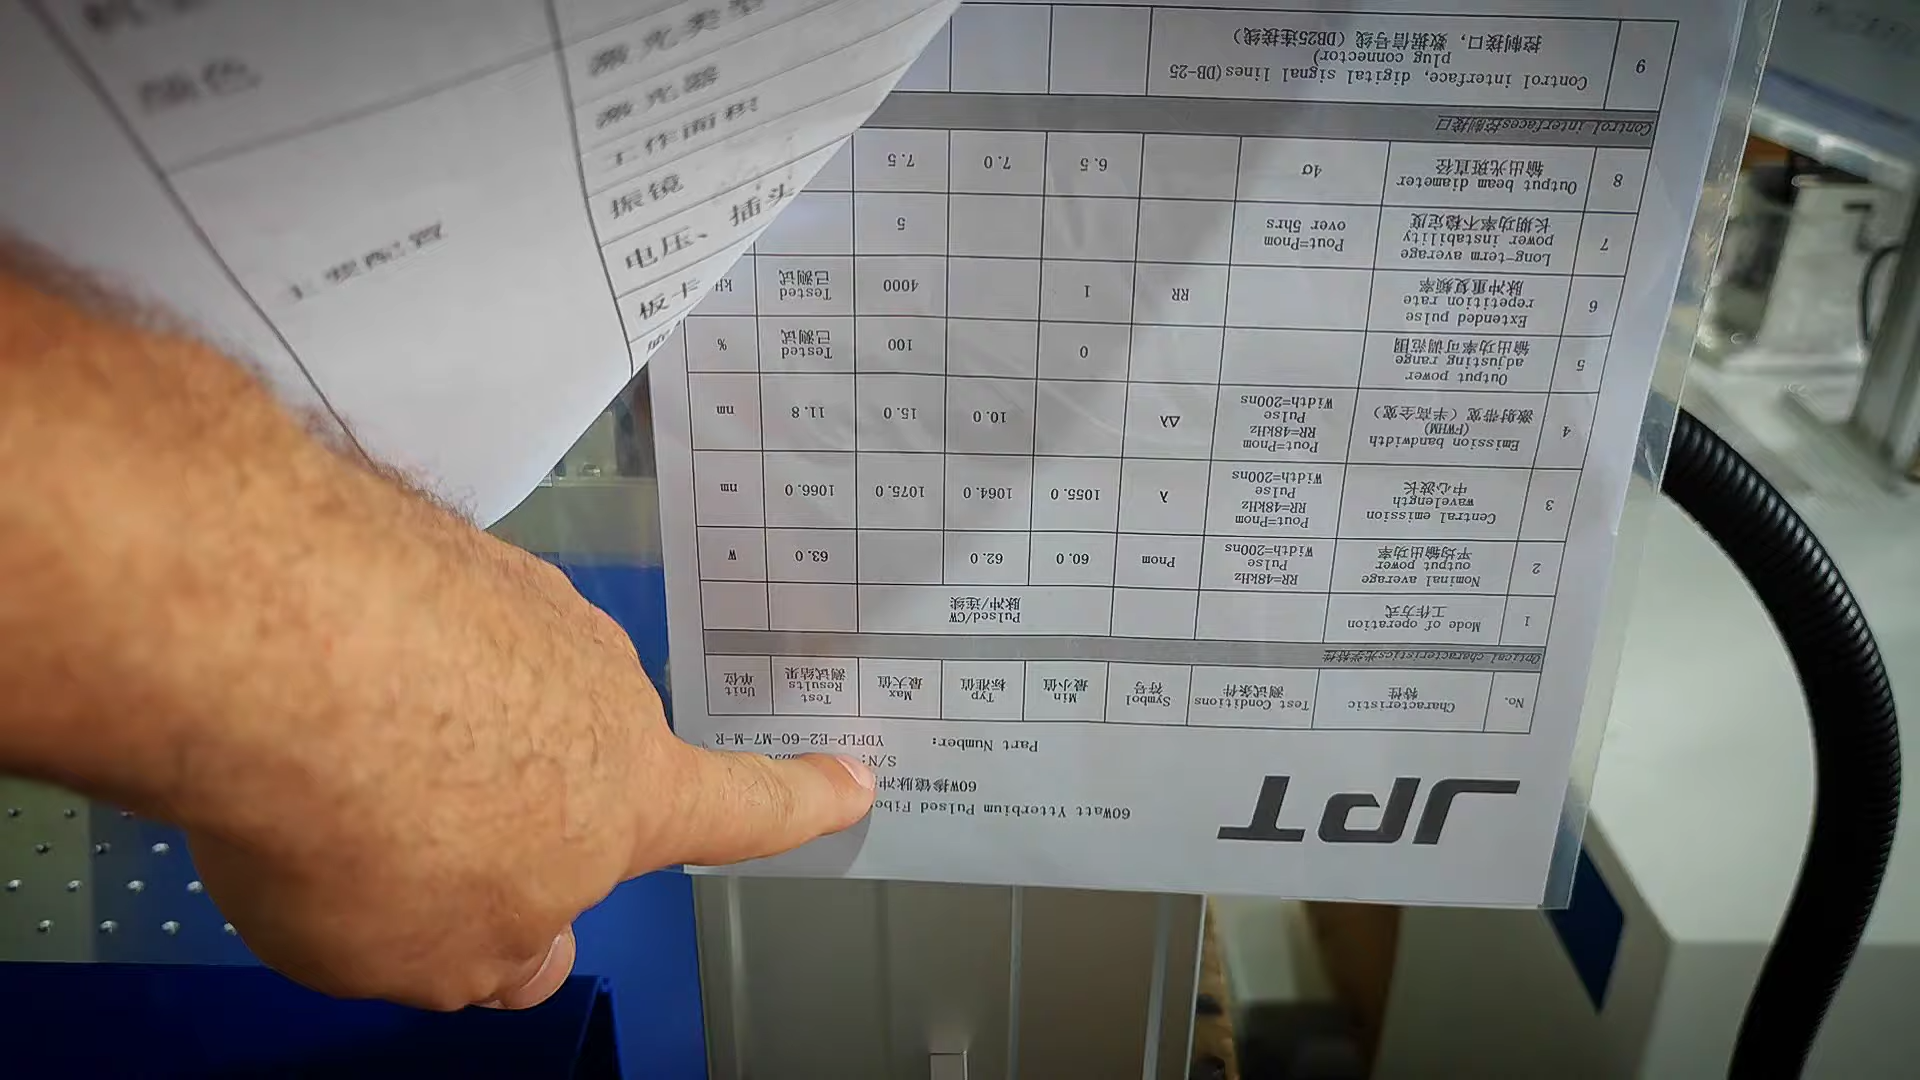 JPT
60Watt Ytterbium Pulsed Fibe
60W掺镱脉冲
S/N:
Part Number: YDFLP-E2-60-M7-M-R
No. Characteristic 特性 Test Conditions 测试条件 Symbol 符号 Min 最小值 Typ 标准值 Max 最大值 Test Results 测试结果 Unit 单位
Optical characteristics光学特性
1 Mode of operation 工作方式 Pulsed/CW 脉冲/连续
2 Nominal average output power 平均输出功率 RR=48kHz Pulse Width=200ns Pnom 60.0 62.0 63.0 W
3 Central emission wavelength 中心波长 Pout=Pnom RR=48kHz Pulse Width=200ns λ 1055.0 1064.0 1075.0 1066.0 nm
4 Emission bandwidth (FWHM) 激射带宽（半高全宽） Pout=Pnom RR=48kHz Pulse Width=200ns Δλ 10.0 15.0 11.8 nm
5 Output power adjusting range 输出功率可调范围 0 100 Tested 已测试 %
6 Extended pulse repetition rate 脉冲重复频率 RR 1 4000 Tested 已测试 kH
7 Long-term average power instability 长期功率不稳定度 Pout=Pnom over 5hrs 5
8 Output beam diameter 输出光斑直径 4σ 6.5 7.0 7.5
Control interfaces控制接口
9 Control interface, digital signal lines(DB-25 plug connector) 控制接口，数据信号线（DB25连接线）
颜色
主要配置
激光类型
激光器
工作面积
振镜
电压、插头
板卡